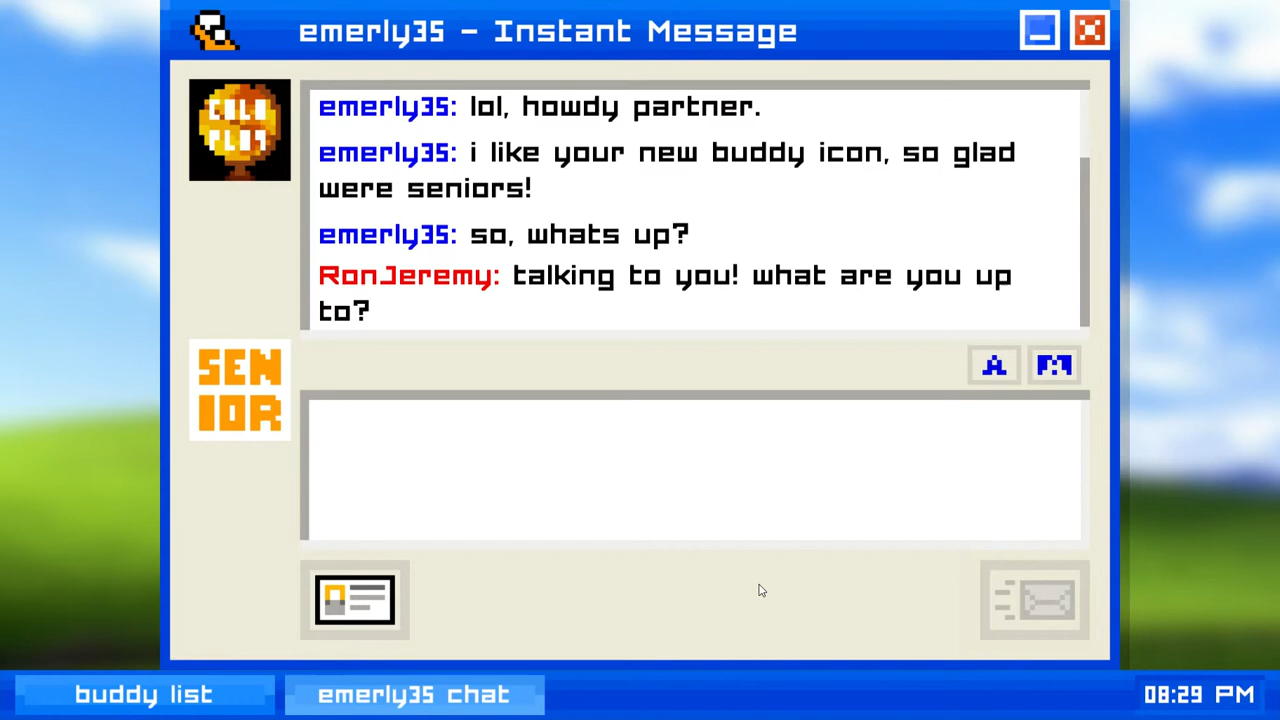 emerly35 - Instant Message
COLD
PLAY
emerly35: lol, howdy partner.
emerly35: i like your new buddy icon, so glad
were seniors!
emerly35: so, whats up?
RonJeremy: talking to you! what are you up
to?
SEN
IOR
A
buddy list
emerly35 chat
08:29 PM